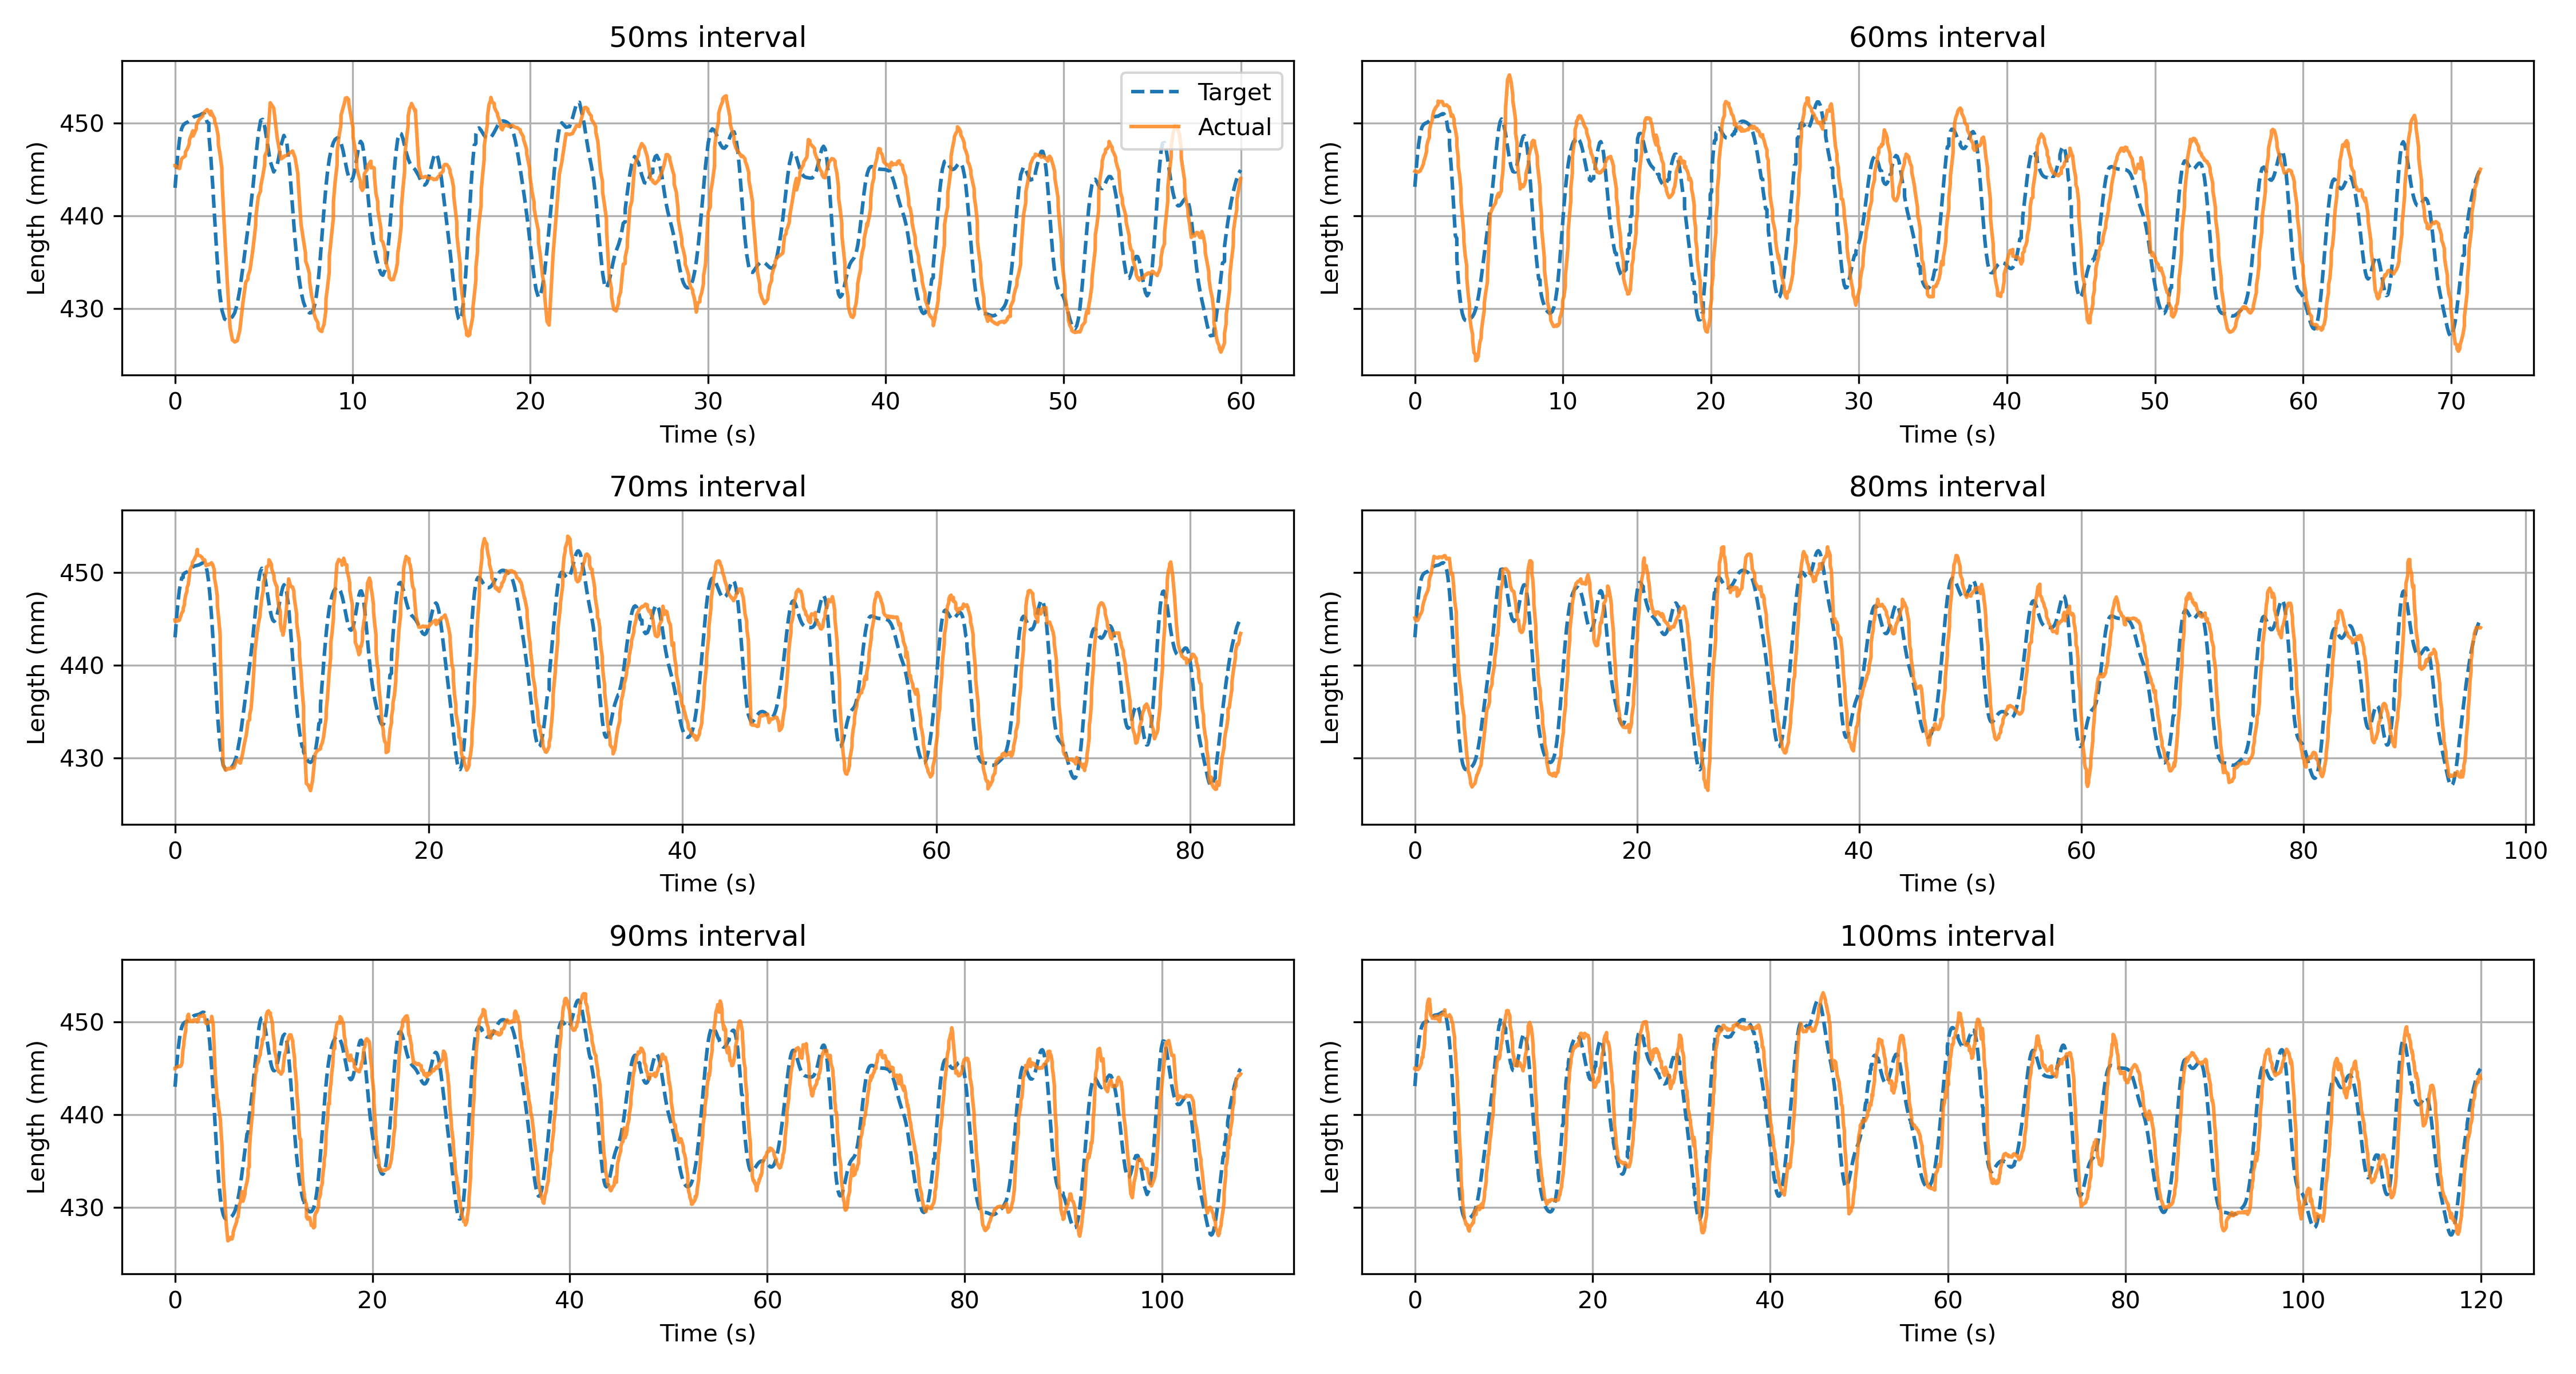 50ms interval
60ms interval
Length (mm)
450
440
430
Target
Actual
Length (mm)
0 10 20 30 40 50 60
0 10 20 30 40 50 60 70
Time (s)
Time (s)
70ms interval
80ms interval
Length (mm)
450
440
430
Length (mm)
0 20 40 60 80
0 20 40 60 80 100
Time (s)
Time (s)
90ms interval
100ms interval
Length (mm)
450
440
430
Length (mm)
0 20 40 60 80 100
0 20 40 60 80 100 120
Time (s)
Time (s)